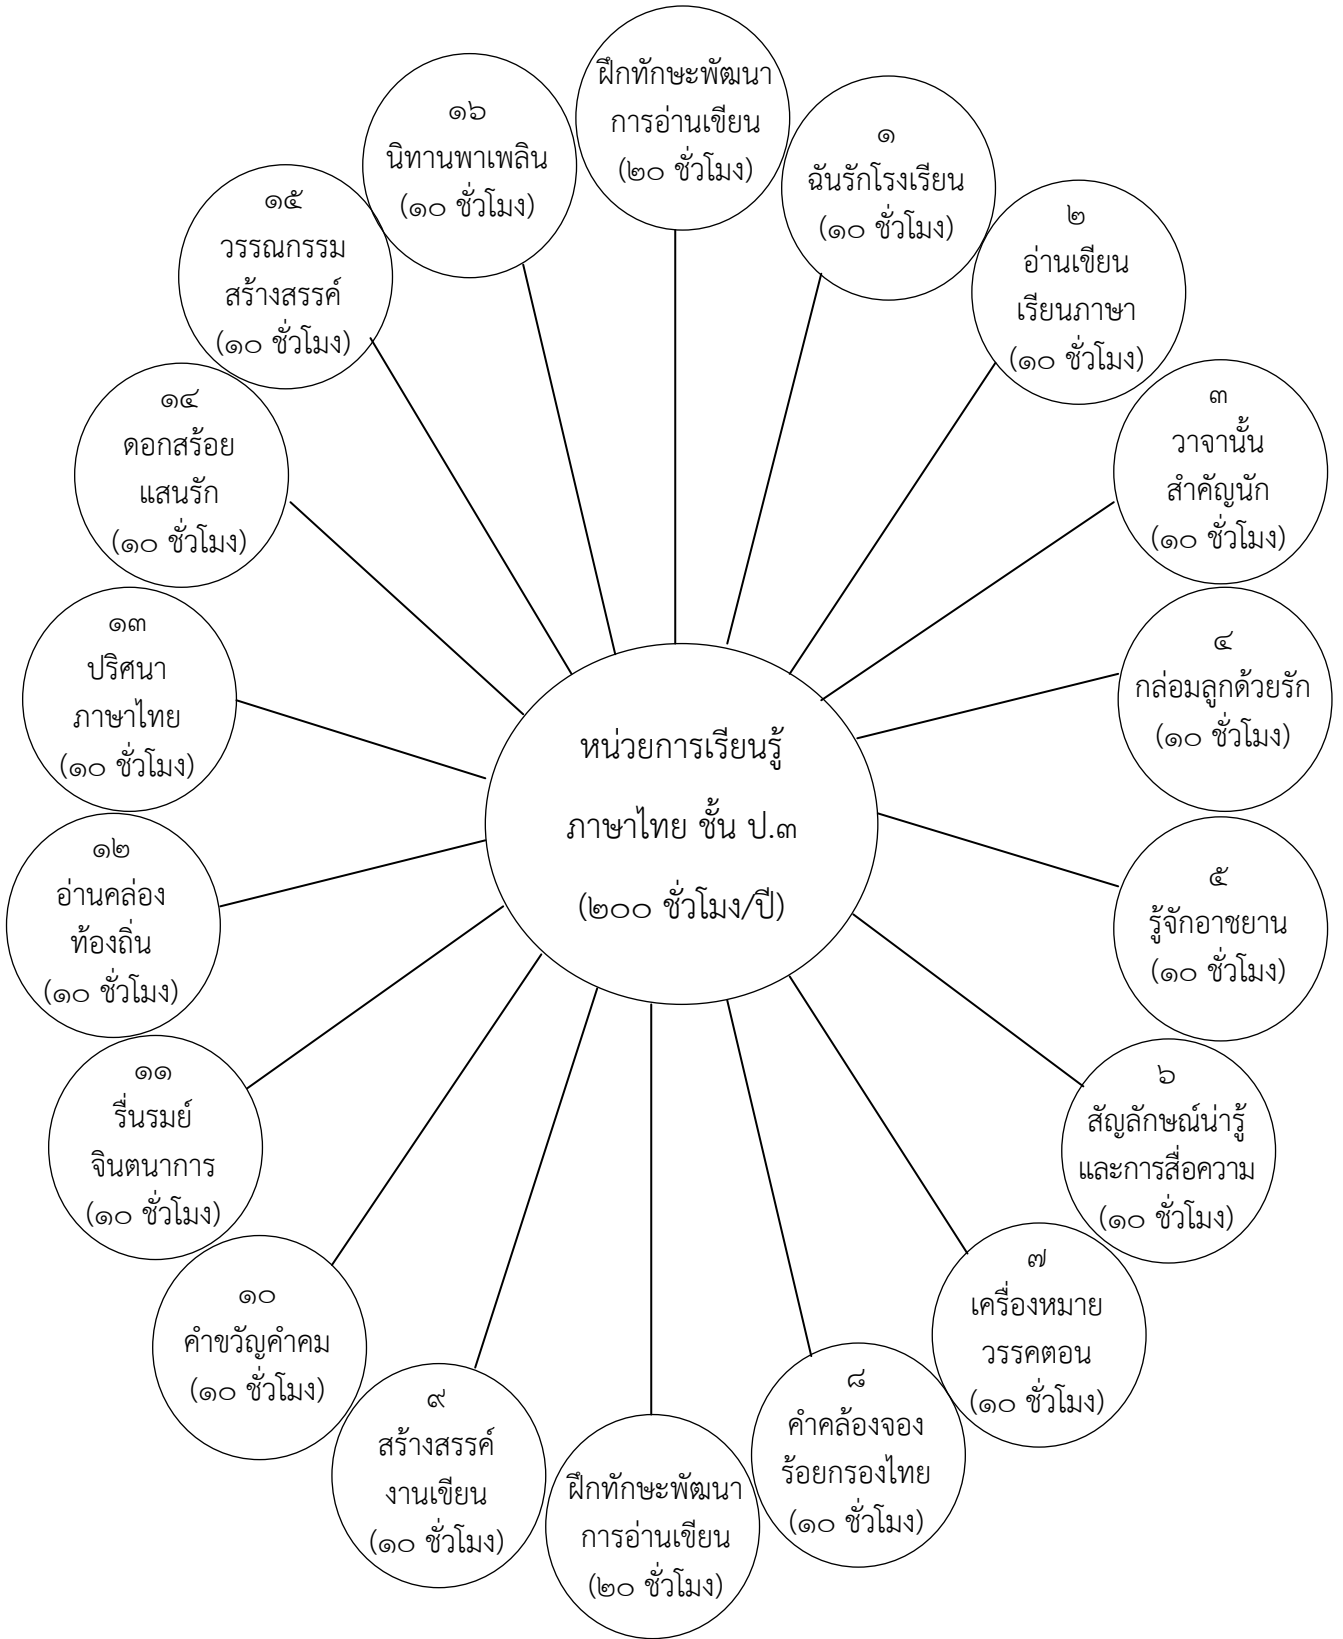 ฝึกทักษะพัฒนา
การอ่านเขียน
(๒๐ ชั่วโมง)
๑
ฉันรักโรงเรียน
(๑๐ ชั่วโมง)
๒
อ่านเขียน
เรียนภาษา
(๑๐ ชั่วโมง)
๓
วาจานั้น
สำคัญนัก
(๑๐ ชั่วโมง)
๔
กล่อมลูกด้วยรัก
(๑๐ ชั่วโมง)
๕
รู้จักอาชยาน
(๑๐ ชั่วโมง)
๖
สัญลักษณ์น่ารู้
และการสื่อความ
(๑๐ ชั่วโมง)
๗
เครื่องหมาย
วรรคตอน
(๑๐ ชั่วโมง)
๘
คำคล้องจอง
ร้อยกรองไทย
(๑๐ ชั่วโมง)
ฝึกทักษะพัฒนา
การอ่านเขียน
(๒๐ ชั่วโมง)
๙
สร้างสรรค์
งานเขียน
(๑๐ ชั่วโมง)
๑๐
คำขวัญคำคม
(๑๐ ชั่วโมง)
๑๑
รื่นรมย์
จินตนาการ
(๑๐ ชั่วโมง)
๑๒
อ่านคล่อง
ท้องถิ่น
(๑๐ ชั่วโมง)
๑๓
ปริศนา
ภาษาไทย
(๑๐ ชั่วโมง)
๑๔
ดอกสร้อย
แสนรัก
(๑๐ ชั่วโมง)
๑๕
วรรณกรรม
สร้างสรรค์
(๑๐ ชั่วโมง)
๑๖
นิทานพาเพลิน
(๑๐ ชั่วโมง)
หน่วยการเรียนรู้
ภาษาไทย ชั้น ป.๓
(๒๐๐ ชั่วโมง/ปี)